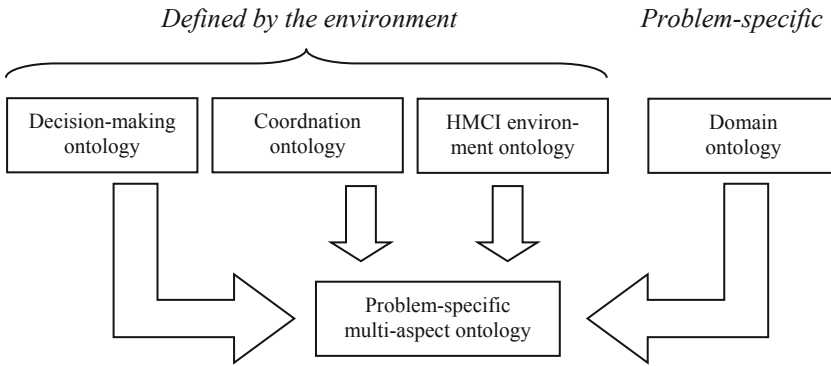 Defined by the environment
Problem-specific
Decision-making
ontology
Coordnation
ontology
HMCI environ-
ment ontology
Domain
ontology
Problem-specific
multi-aspect ontology